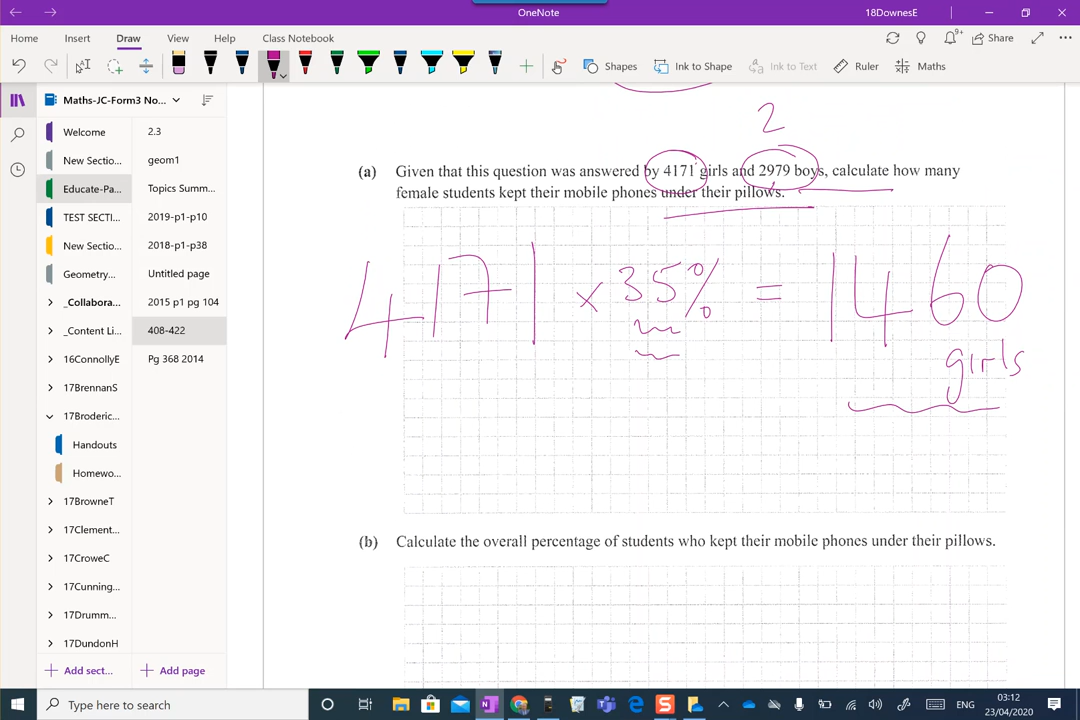 OneNote
18DownesE
Home Insert Draw View Help Class Notebook
9+
Share
Shapes
Ink to Shape
Ink to Text
Ruler
Maths
Maths-JC-Form3 No...
Welcome
New Sectio...
Educate-Pa...
TEST SECTI...
New Sectio...
Geometry...
_Collabora...
_Content Li...
16ConnollyE
17BrennanS
17Broderic...
Handouts
Homewo...
17BrowneT
17Clement...
17CroweC
17Cunning...
17Drumm...
17DundonH
Add sect...
2.3
geom1
Topics Summ...
2019-p1-p10
2018-p1-p38
Untitled page
2015 p1 pg 104
408-422
Pg 368 2014
Add page
2
(a) Given that this question was answered by 4171 girls and 2979 boys, calculate how many
female students kept their mobile phones under their pillows.
4171 × 35% = 1460
girls
(b) Calculate the overall percentage of students who kept their mobile phones under their pillows.
Type here to search
ENG
03:12
23/04/2020